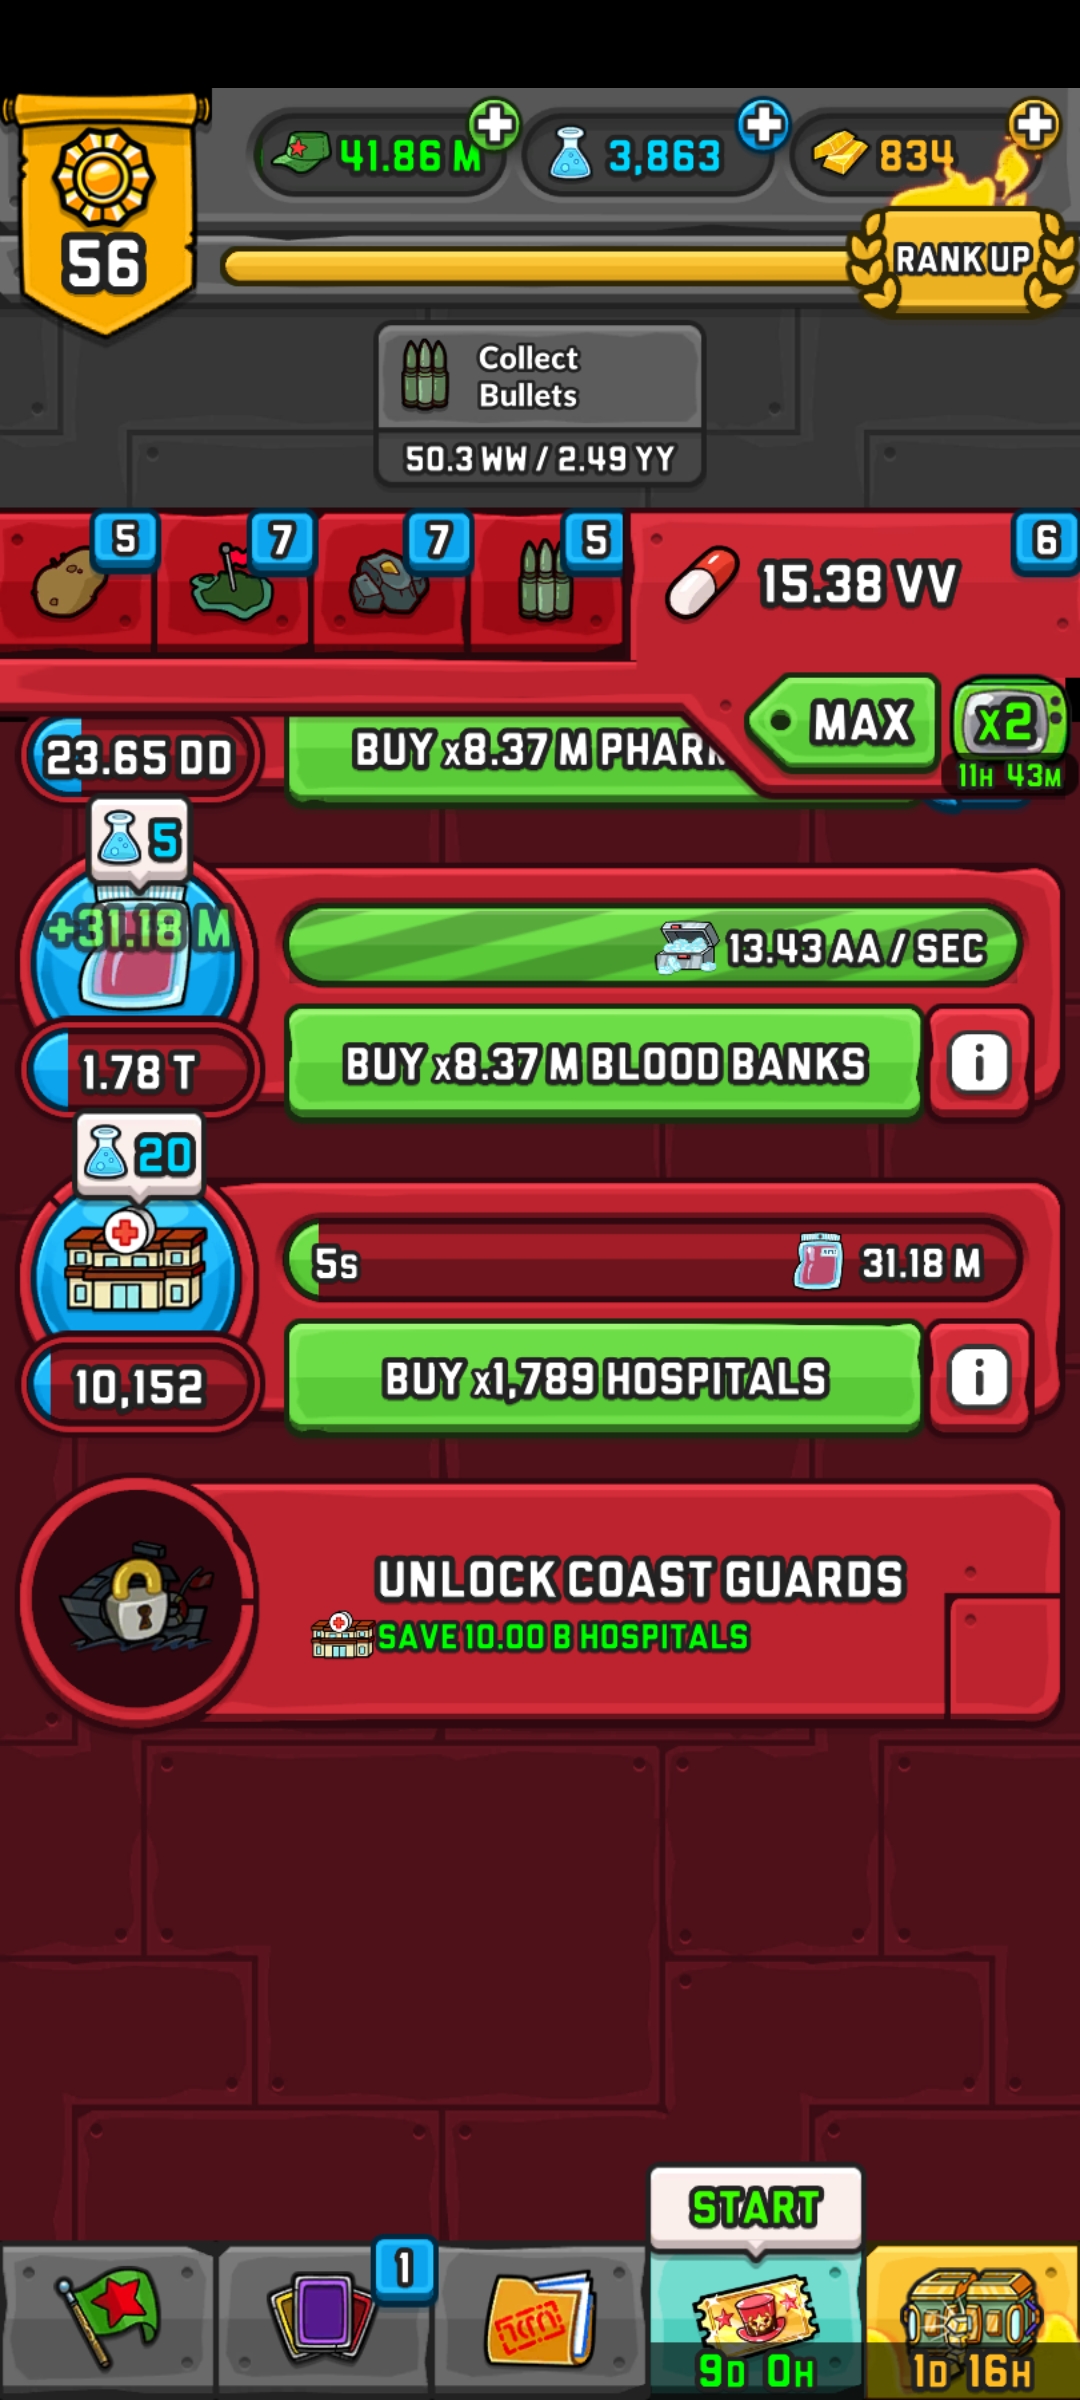 56
41.86 M
3,863
834
RANK UP
Collect
Bullets
50.3 WW / 2.49 YY
5
7
7
5
15.38 VV
6
MAX
x2
11H 43M
23.65 DD
BUY x8.37 M
5
+31.18 M
13.43 AA / SEC
1.78 T
BUY x8.37 M BLOOD BANKS
i
20
5s
31.18 M
10,152
BUY x1,789 HOSPITALS
i
UNLOCK COAST GUARDS
SAVE 10.00 B HOSPITALS
START
1
9D 0H
1D 16H